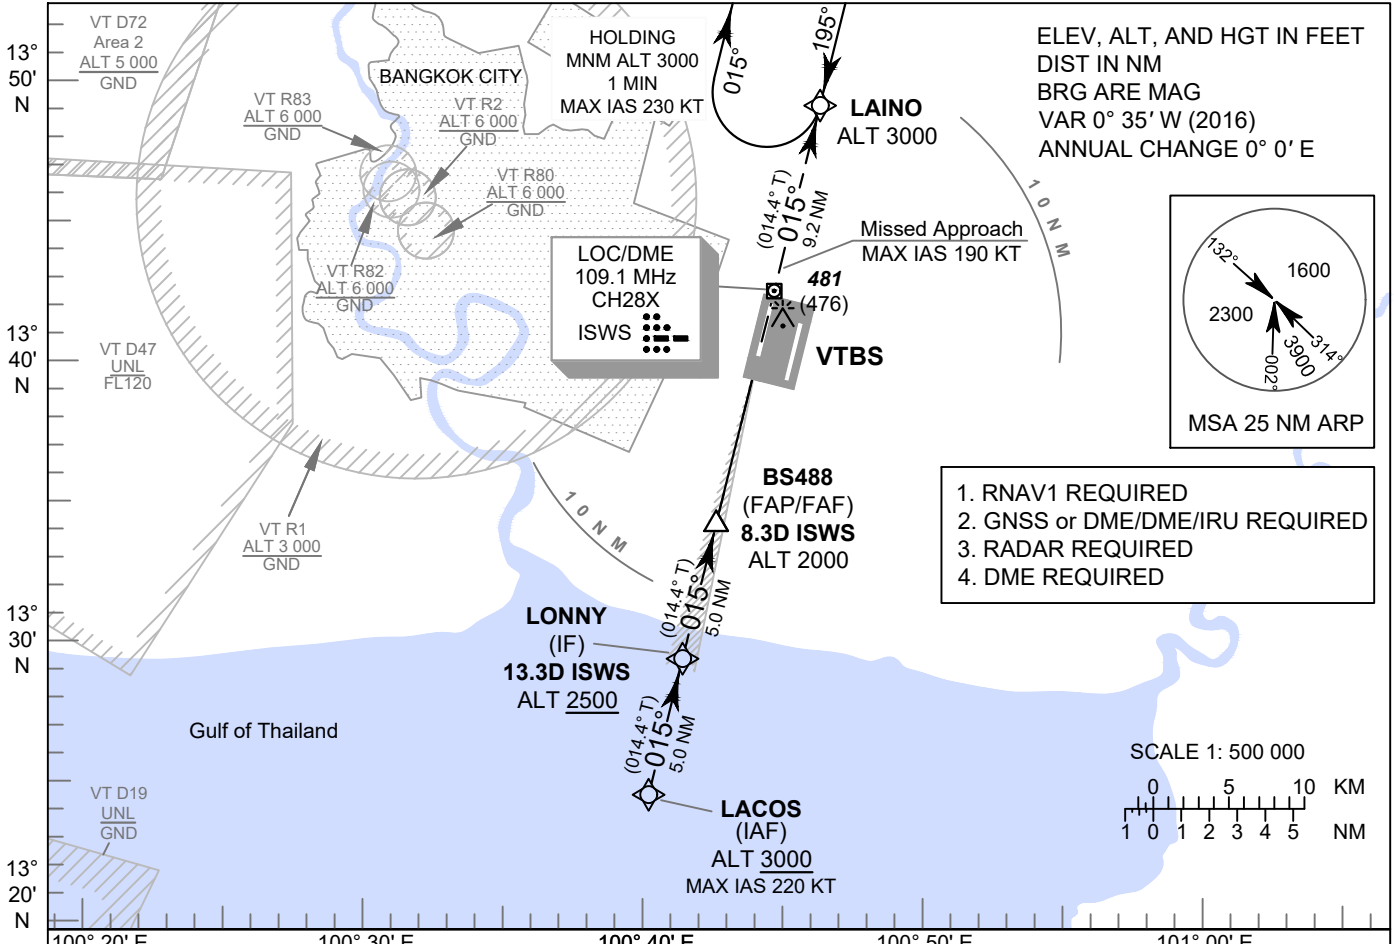 VT D72
Area 2
ALT 5 000
GND
13°
50'
N
BANGKOK CITY
HOLDING
MNM ALT 3000
1 MIN
MAX IAS 230 KT
015°
195°
LAINO
ALT 3000
ELEV, ALT, AND HGT IN FEET
DIST IN NM
BRG ARE MAG
VAR 0° 35' W (2016)
ANNUAL CHANGE 0° 0' E
VT R83
ALT 6 000
GND
VT R2
ALT 6 000
GND
VT R80
ALT 6 000
GND
VT R82
ALT 6 000
GND
(014.4° T)
015°
9.2 NM
10 NM
Missed Approach
MAX IAS 190 KT
LOC/DME
109.1 MHz
CH28X
ISWS
481
(476)
VTBS
132°
1600
2300
3900
314°
002°
MSA 25 NM ARP
13°
40'
N
VT D47
UNL
FL120
VT R1
ALT 3 000
GND
10 NM
BS488
(FAP/FAF)
8.3D ISWS
ALT 2000
1. RNAV1 REQUIRED
2. GNSS or DME/DME/IRU REQUIRED
3. RADAR REQUIRED
4. DME REQUIRED
(014.4° T)
015°
5.0 NM
13°
30'
N
LONNY
(IF)
13.3D ISWS
ALT 2500
(014.4° T)
015°
5.0 NM
Gulf of Thailand
LACOS
(IAF)
ALT 3000
MAX IAS 220 KT
SCALE 1: 500 000
0 5 10 KM
1 0 1 2 3 4 5 NM
VT D19
UNL
GND
13°
20'
N
100° 20' E
100° 30' E
100° 40' E
100° 50' E
101° 00' E